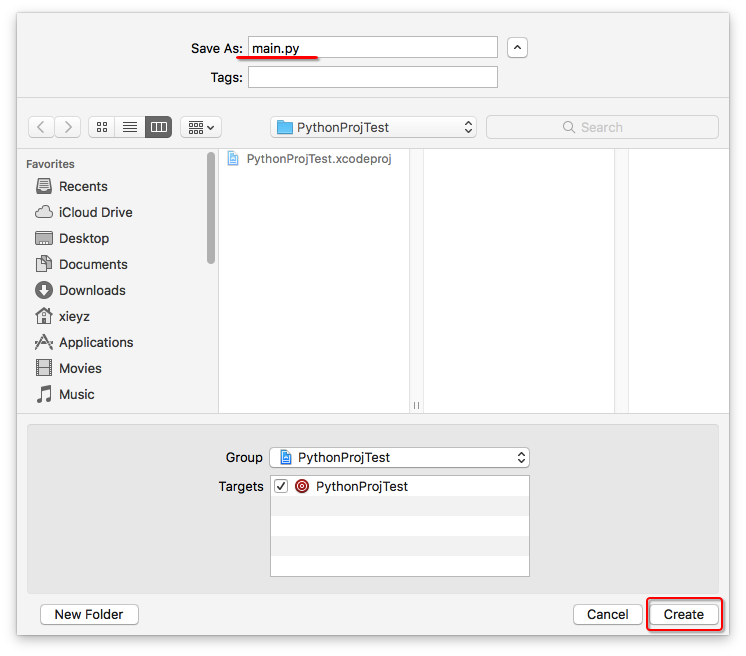 Save As: main.py
Tags:
PythonProjTest
Search
Favorites
Recents
iCloud Drive
Desktop
Documents
Downloads
xieyz
Applications
Movies
Music
PythonProjTest.xcodeproj
Group PythonProjTest
Targets PythonProjTest
New Folder Cancel Create